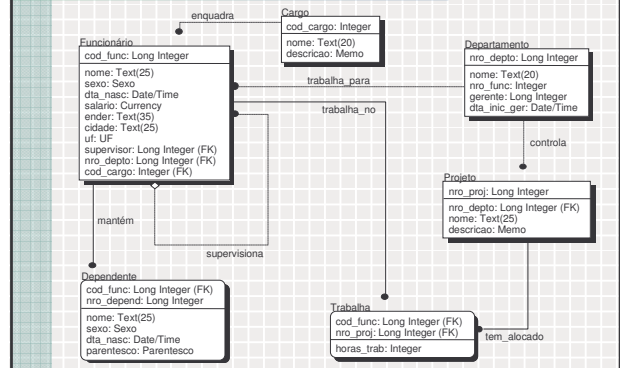 enquadra
Cargo
cod_cargo: Integer
nome: Text(20)
descricao: Memo
Funcionário
cod_func: Long Integer
nome: Text(25)
sexo: Sexo
dta_nasc: Date/Time
salario: Currency
ender: Text(35)
cidade: Text(25)
uf: UF
supervisor: Long Integer (FK)
nro_depto: Long Integer (FK)
cod_cargo: Integer (FK)
Departamento
nro_depto: Long Integer
nome: Text(20)
nro_func: Integer
gerente: Long Integer
dta_inic_ger: Date/Time
trabalha_para
trabalha_no
controla
Projeto
nro_proj: Long Integer
nro_depto: Long Integer (FK)
nome: Text(25)
descricao: Memo
mantém
supervisiona
Dependente
cod_func: Long Integer (FK)
nro_depend: Long Integer
nome: Text(25)
sexo: Sexo
dta_nasc: Date/Time
parentesco: Parentesco
Trabalha
cod_func: Long Integer (FK)
nro_proj: Long Integer (FK)
horas_trab: Integer
tem_alocado